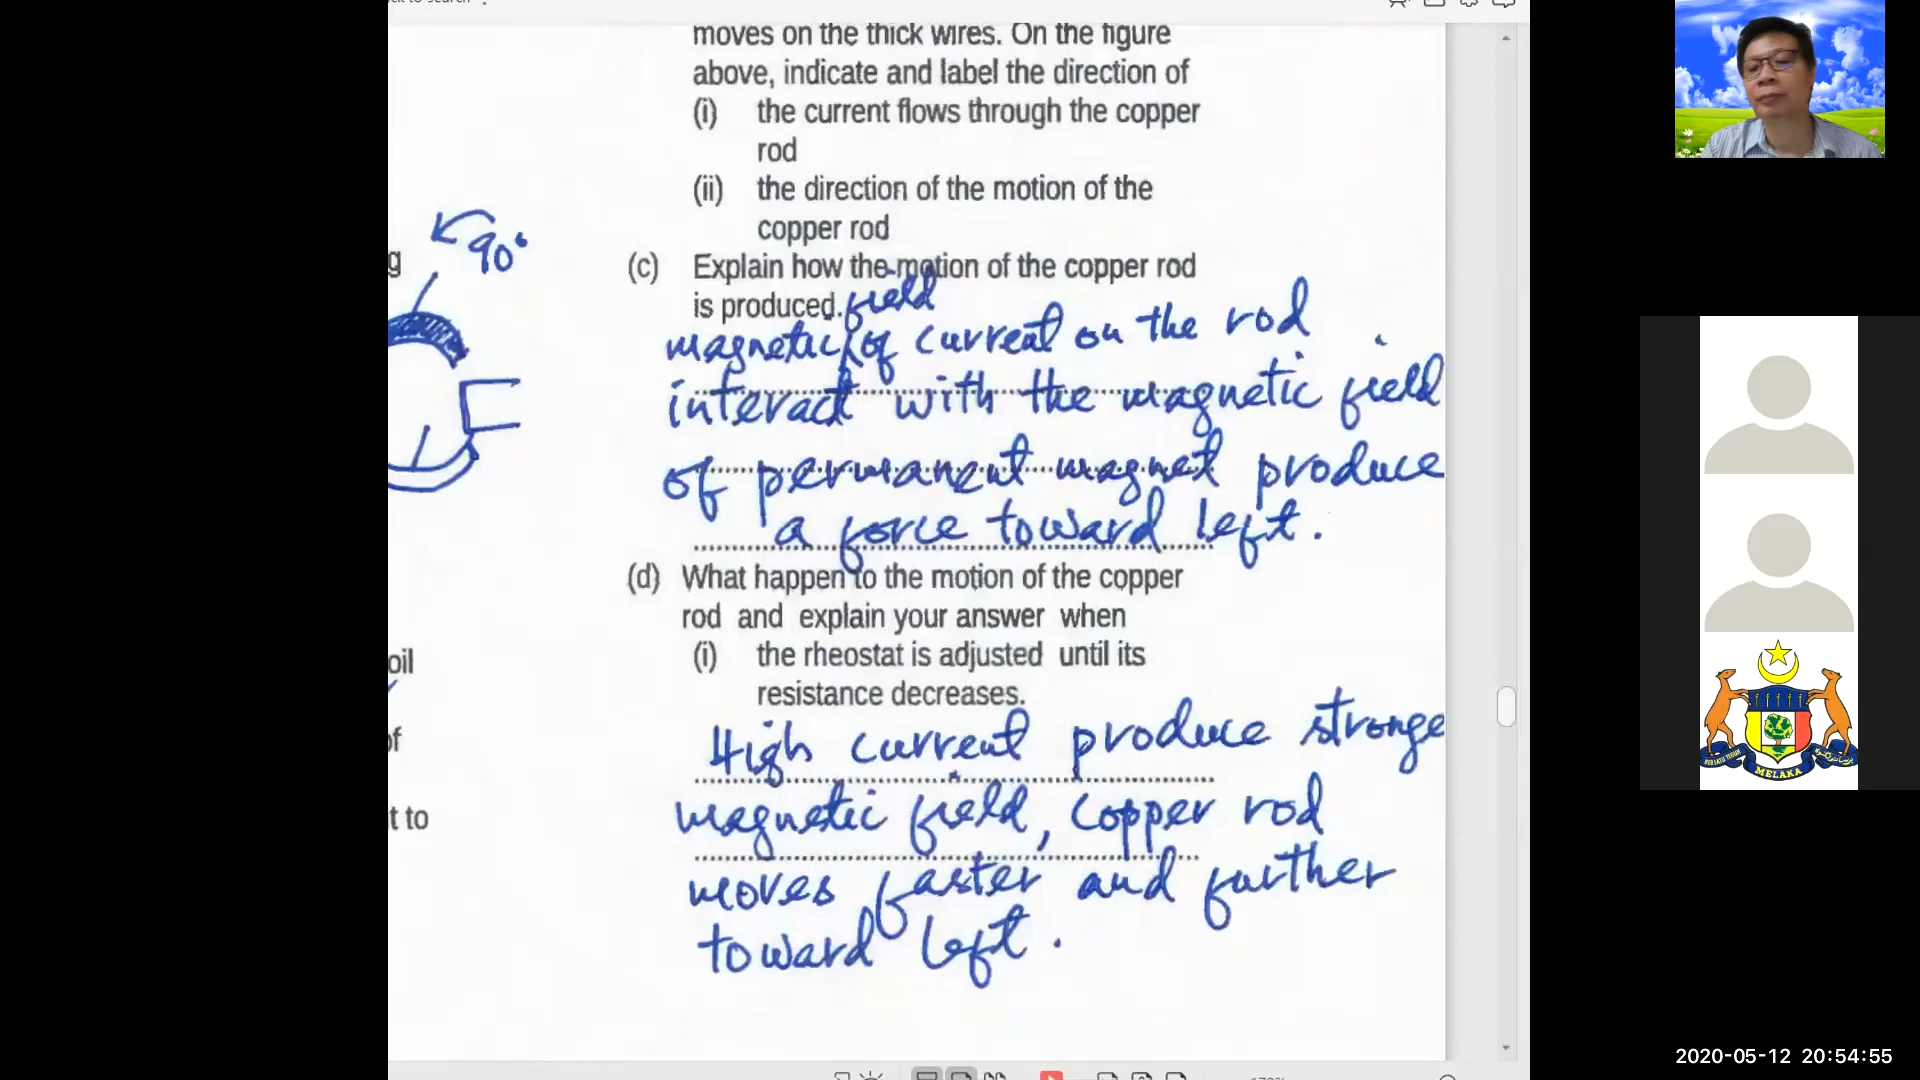 moves on the thick wires. On the figure
above, indicate and label the direction of
(i) the current flows through the copper
rod
(ii) the direction of the motion of the
copper rod
(c) Explain how the motion of the copper rod
is produced.
field
magnetic of current on the rod
interact with the magnetic field
of permanent magnet produce
a force toward left.
(d) What happen to the motion of the copper
rod and explain your answer when
(i) the rheostat is adjusted until its
resistance decreases.
High current produce stronge
magnetic field, copper rod
moves faster and further
toward left.
g
90°
oil
of
t to
MELAKA
2020-05-12 20:54:55